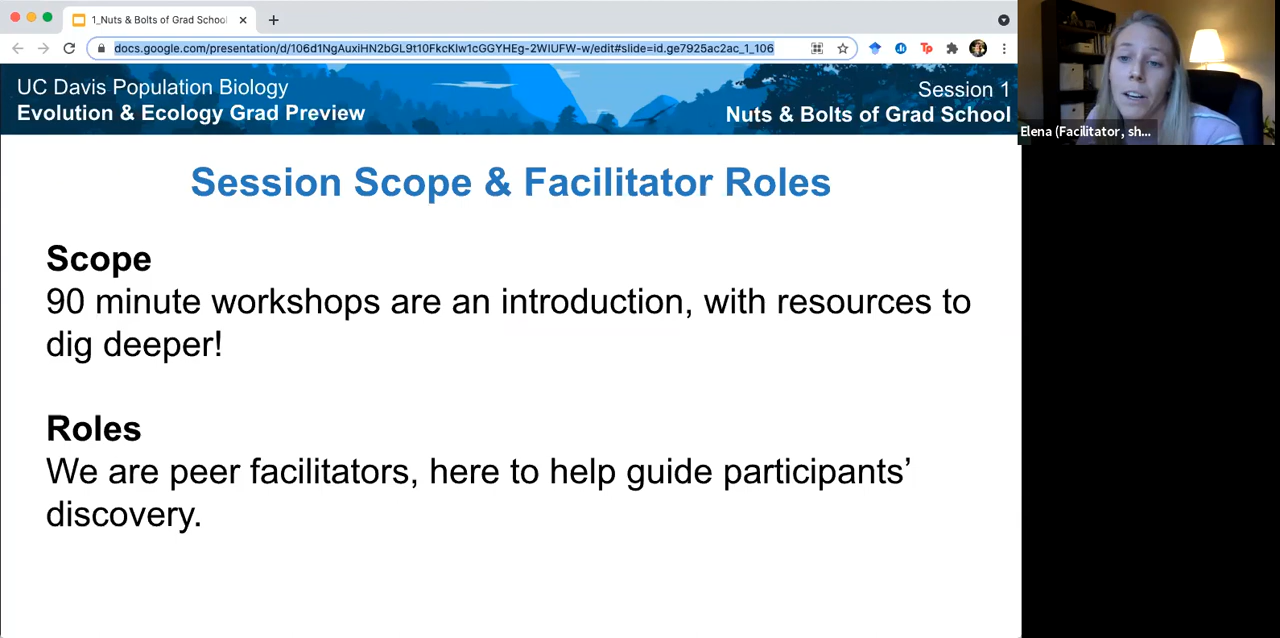 1_Nuts & Bolts of Grad School
docs.google.com/presentation/d/106d1NgAuxiHN2bGL9t10FkcKlw1cGGYHEg-2WIUFW-w/edit#slide=id.ge7925ac2ac_1_106
Tp
UC Davis Population Biology
Evolution & Ecology Grad Preview
Session 1
Nuts & Bolts of Grad School
Elena (Facilitator, sh...
Session Scope & Facilitator Roles
Scope
90 minute workshops are an introduction, with resources to
dig deeper!
Roles
We are peer facilitators, here to help guide participants’
discovery.